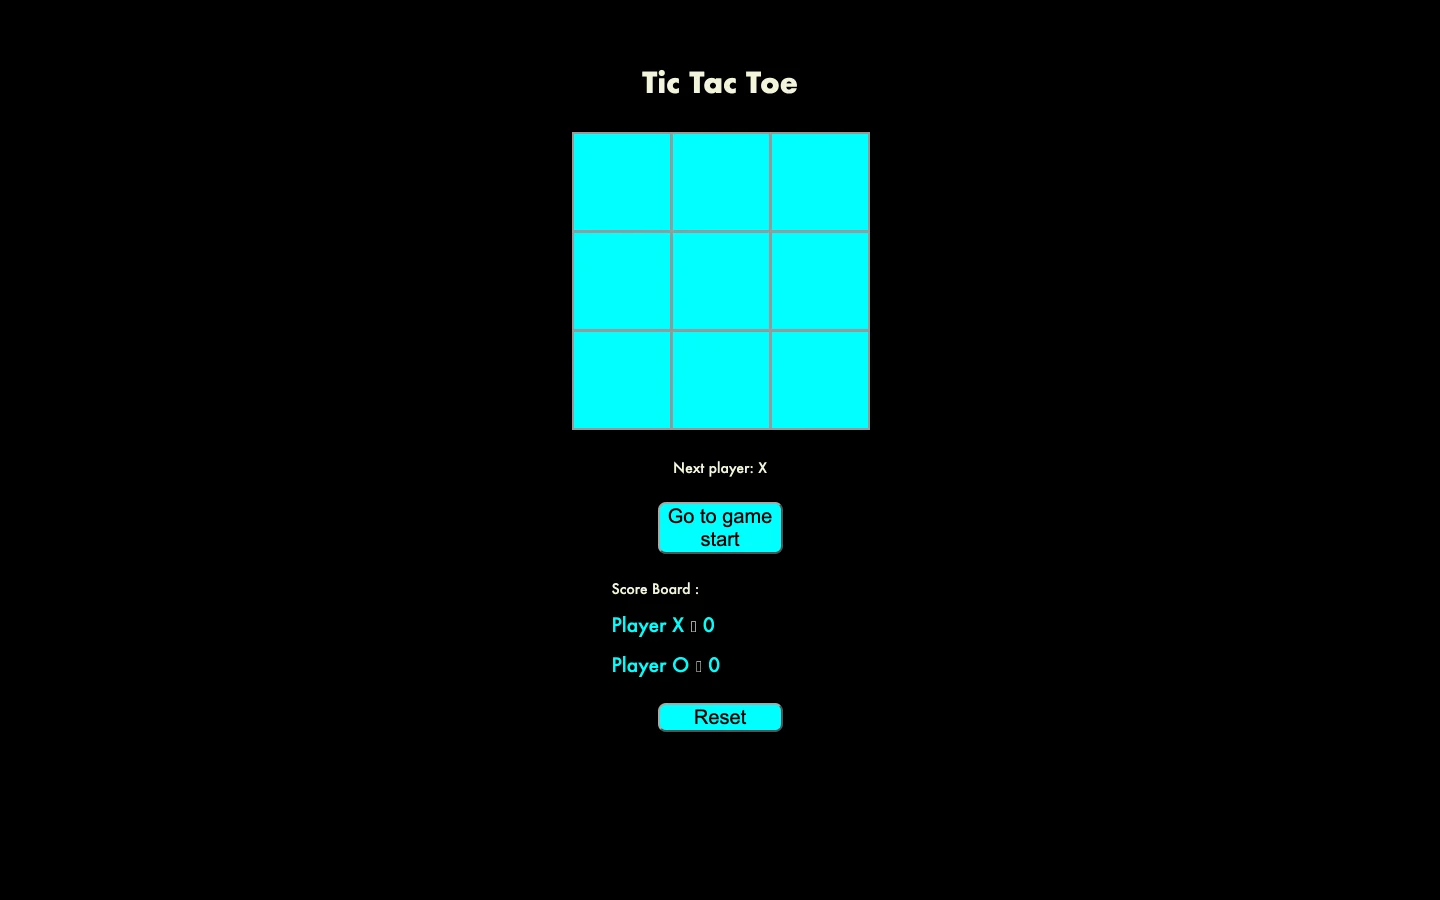 Tic Tac Toe
Next player: X
Go to game
start
Score Board :
Player X 0
Player O 0
Reset